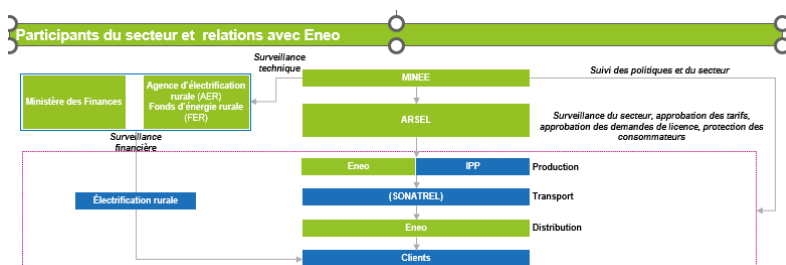 Participants du secteur et relations avec Eneo
Surveillance
technique
MINEE
Suivi des politiques et du secteur
Ministère des Finances
Agence d'électrification
rurale (AER)
Fonds d'énergie rurale
(FER)
ARSEL
Surveillance du secteur, approbation des tarifs,
approbation des demandes de licence, protection des
consommateurs
Surveillance
financière
Eneo
IPP
Production
Électrification rurale
(SONATREL)
Transport
Eneo
Distribution
Clients